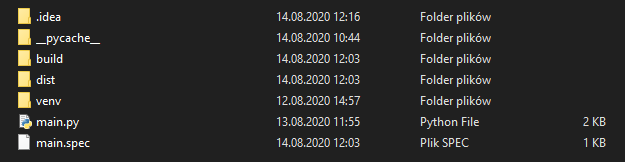 .idea 14.08.2020 12:16 Folder plików
__pycache__ 14.08.2020 10:44 Folder plików
build 14.08.2020 12:03 Folder plików
dist 14.08.2020 12:03 Folder plików
venv 12.08.2020 14:57 Folder plików
main.py 13.08.2020 11:55 Python File 2 KB
main.spec 14.08.2020 12:03 Plik SPEC 1 KB